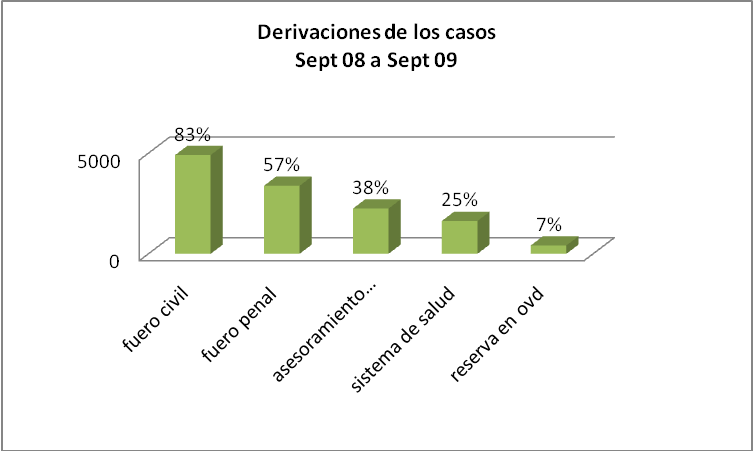 Derivaciones de los casos
Sept 08 a Sept 09
5000
0
83%
57%
38%
25%
7%
fuero civil
fuero penal
asesoramiento...
sistema de salud
reserva en ovd